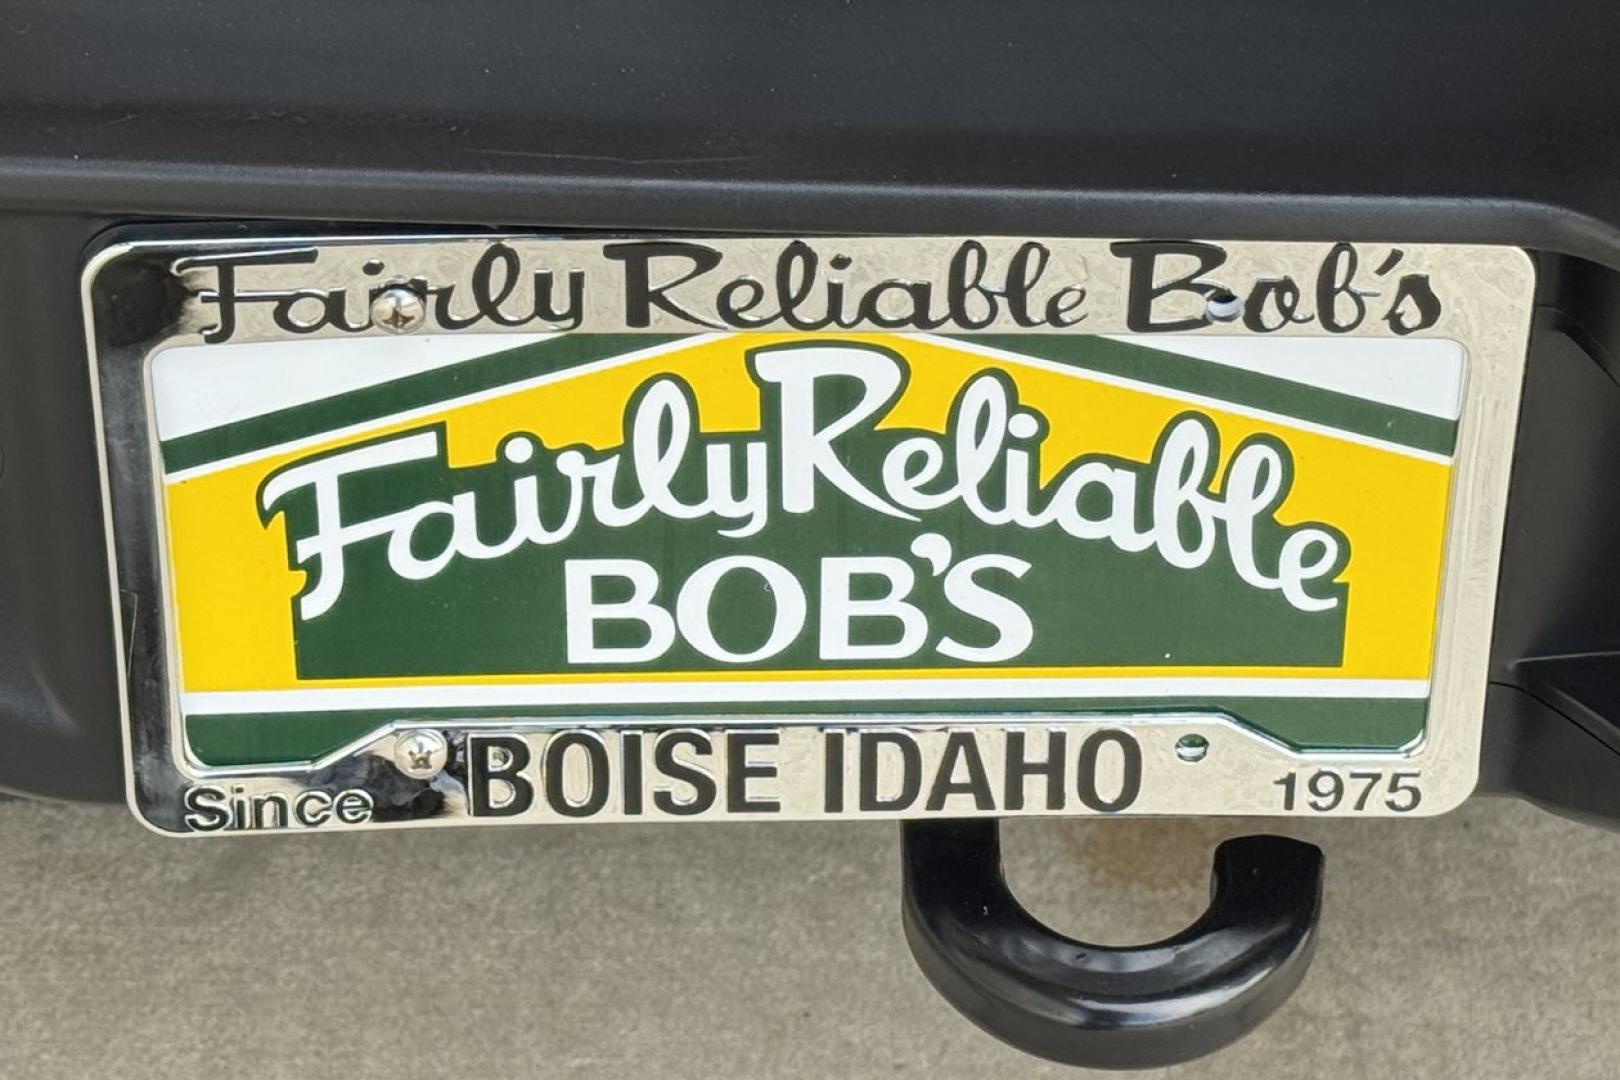 Fairly Reliable Bob's
Fairly Reliable
BOB'S
BOISE IDAHO
Since 1975